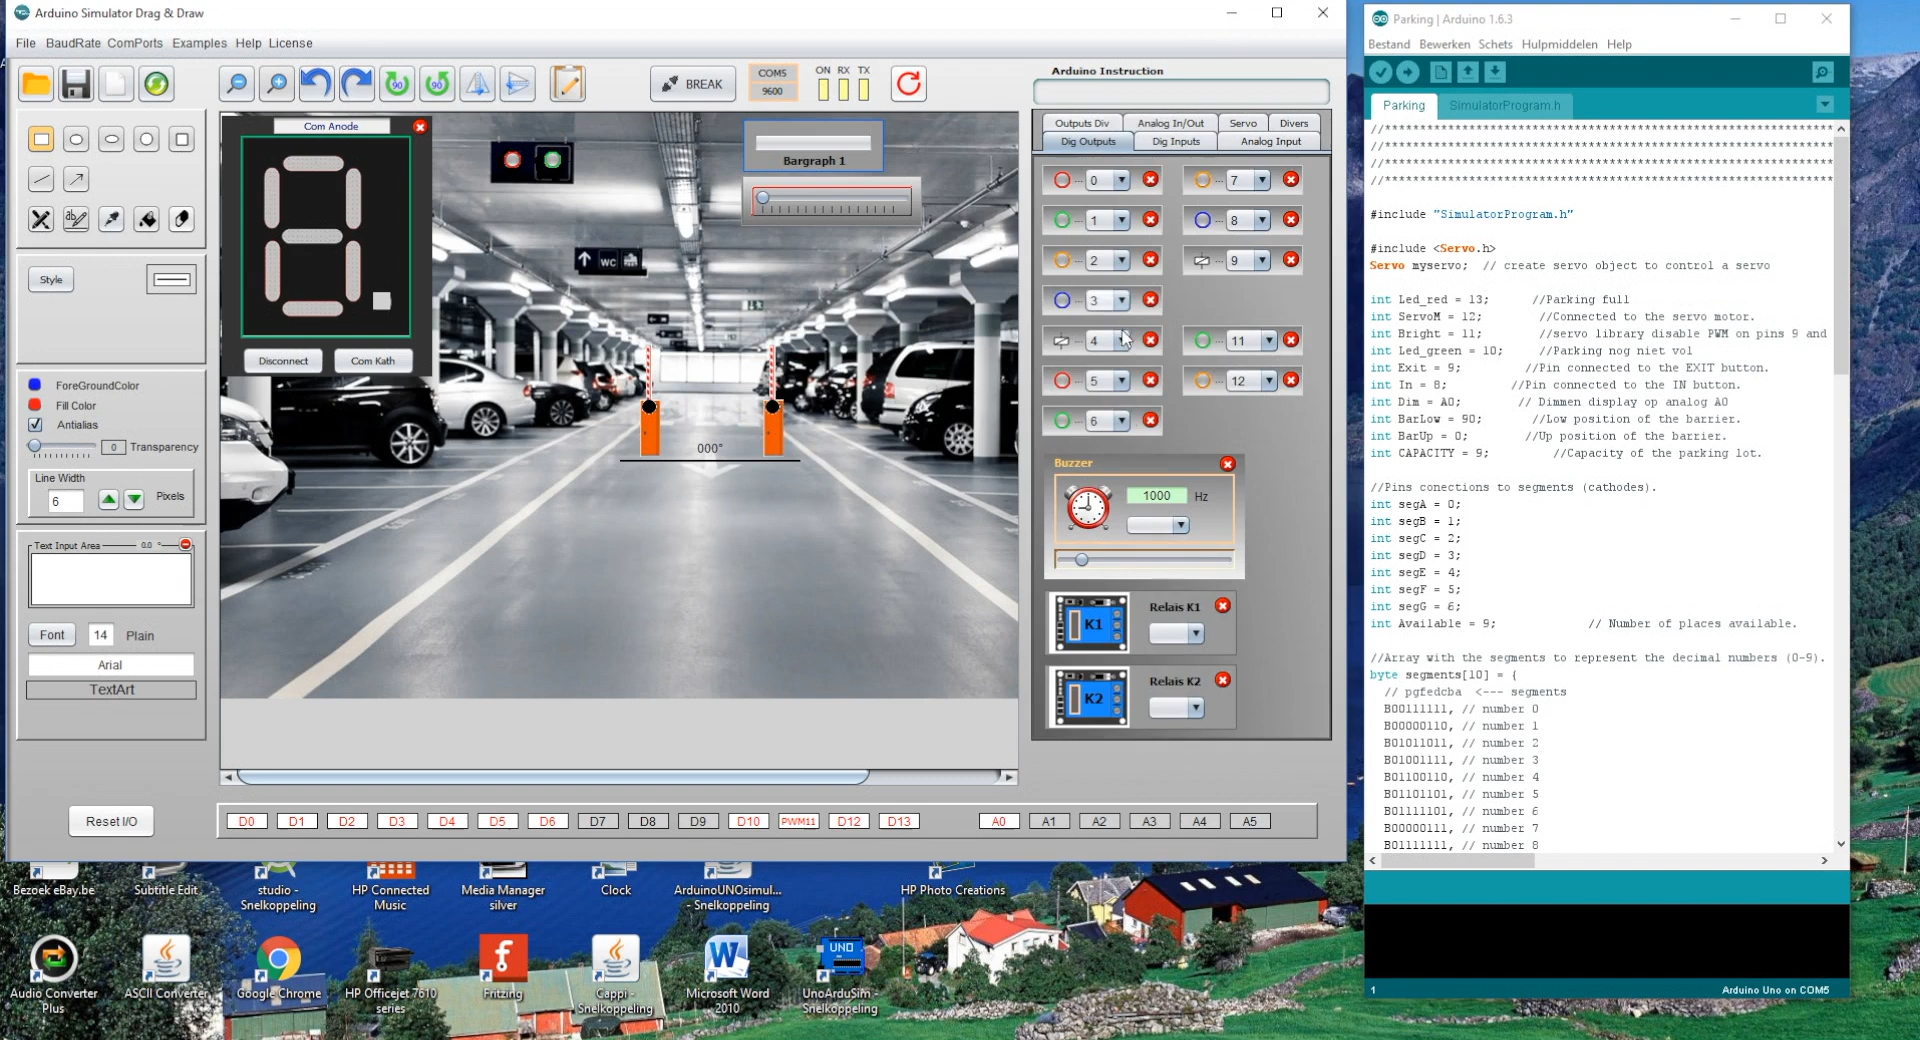 Arduino Simulator Drag & Draw
File BaudRate ComPorts Examples Help License
90
90
BREAK
COM5
9600
ON RX TX
Arduino Instruction
Outputs Div Analog In/Out Servo Divers
Dig Outputs Dig Inputs Analog Input
Com Anode
Disconnect Com Kath
Bargraph 1
WC
000°
Style
ForeGroundColor
Fill Color
Antialias
0 Transparency
Line Width
6 Pixels
Text Input Area 0.0 °
Font 14 Plain
Arial
TextArt
0 7
1 8
2 9
3
4 11
5 12
6
Buzzer
1000 Hz
K1 Relais K1
K2 Relais K2
Reset I/O
D0 D1 D2 D3 D4 D5 D6 D7 D8 D9 D10 PWM11 D12 D13 A0 A1 A2 A3 A4 A5
Parking | Arduino 1.6.3
Bestand Bewerken Schets Hulpmiddelen Help
Parking SimulatorProgram.h
#include "SimulatorProgram.h"
#include <Servo.h>
Servo myservo; // create servo object to control a servo
int Led_red = 13; //Parking full
int ServoM = 12; //Connected to the servo motor.
int Bright = 11; //servo library disable PWM on pins 9 and
int Led_green = 10; //Parking nog niet vol
int Exit = 9; //Pin connected to the EXIT button.
int In = 8; //Pin connected to the IN button.
int Dim = A0; // Dimmen display op analog A0
int BarLow = 90; //Low position of the barrier.
int BarUp = 0; //Up position of the barrier.
int CAPACITY = 9; //Capacity of the parking lot.
//Pins conections to segments (cathodes).
int segA = 0;
int segB = 1;
int segC = 2;
int segD = 3;
int segE = 4;
int segF = 5;
int segG = 6;
int Available = 9; // Number of places available.
//Array with the segments to represent the decimal numbers (0-9).
byte segments[10] = {
// pgfedcba <--- segments
B00111111, // number 0
B00000110, // number 1
B01011011, // number 2
B01001111, // number 3
B01100110, // number 4
B01101101, // number 5
B01111101, // number 6
B00000111, // number 7
B01111111, // number 8
1 Arduino Uno on COM5
Bezoek eBay.be
Subtitle Edit
studio - Snelkoppeling
HP Connected Music
Media Manager silver
Clock
ArduinoUNOsimul... - Snelkoppeling
HP Photo Creations
Audio Converter Plus
ASCII Converter
Google Chrome
HP Officejet 7610 series
Fritzing
Cappi - Snelkoppeling
Microsoft Word 2010
UNO
UnoArduSim - Snelkoppeling